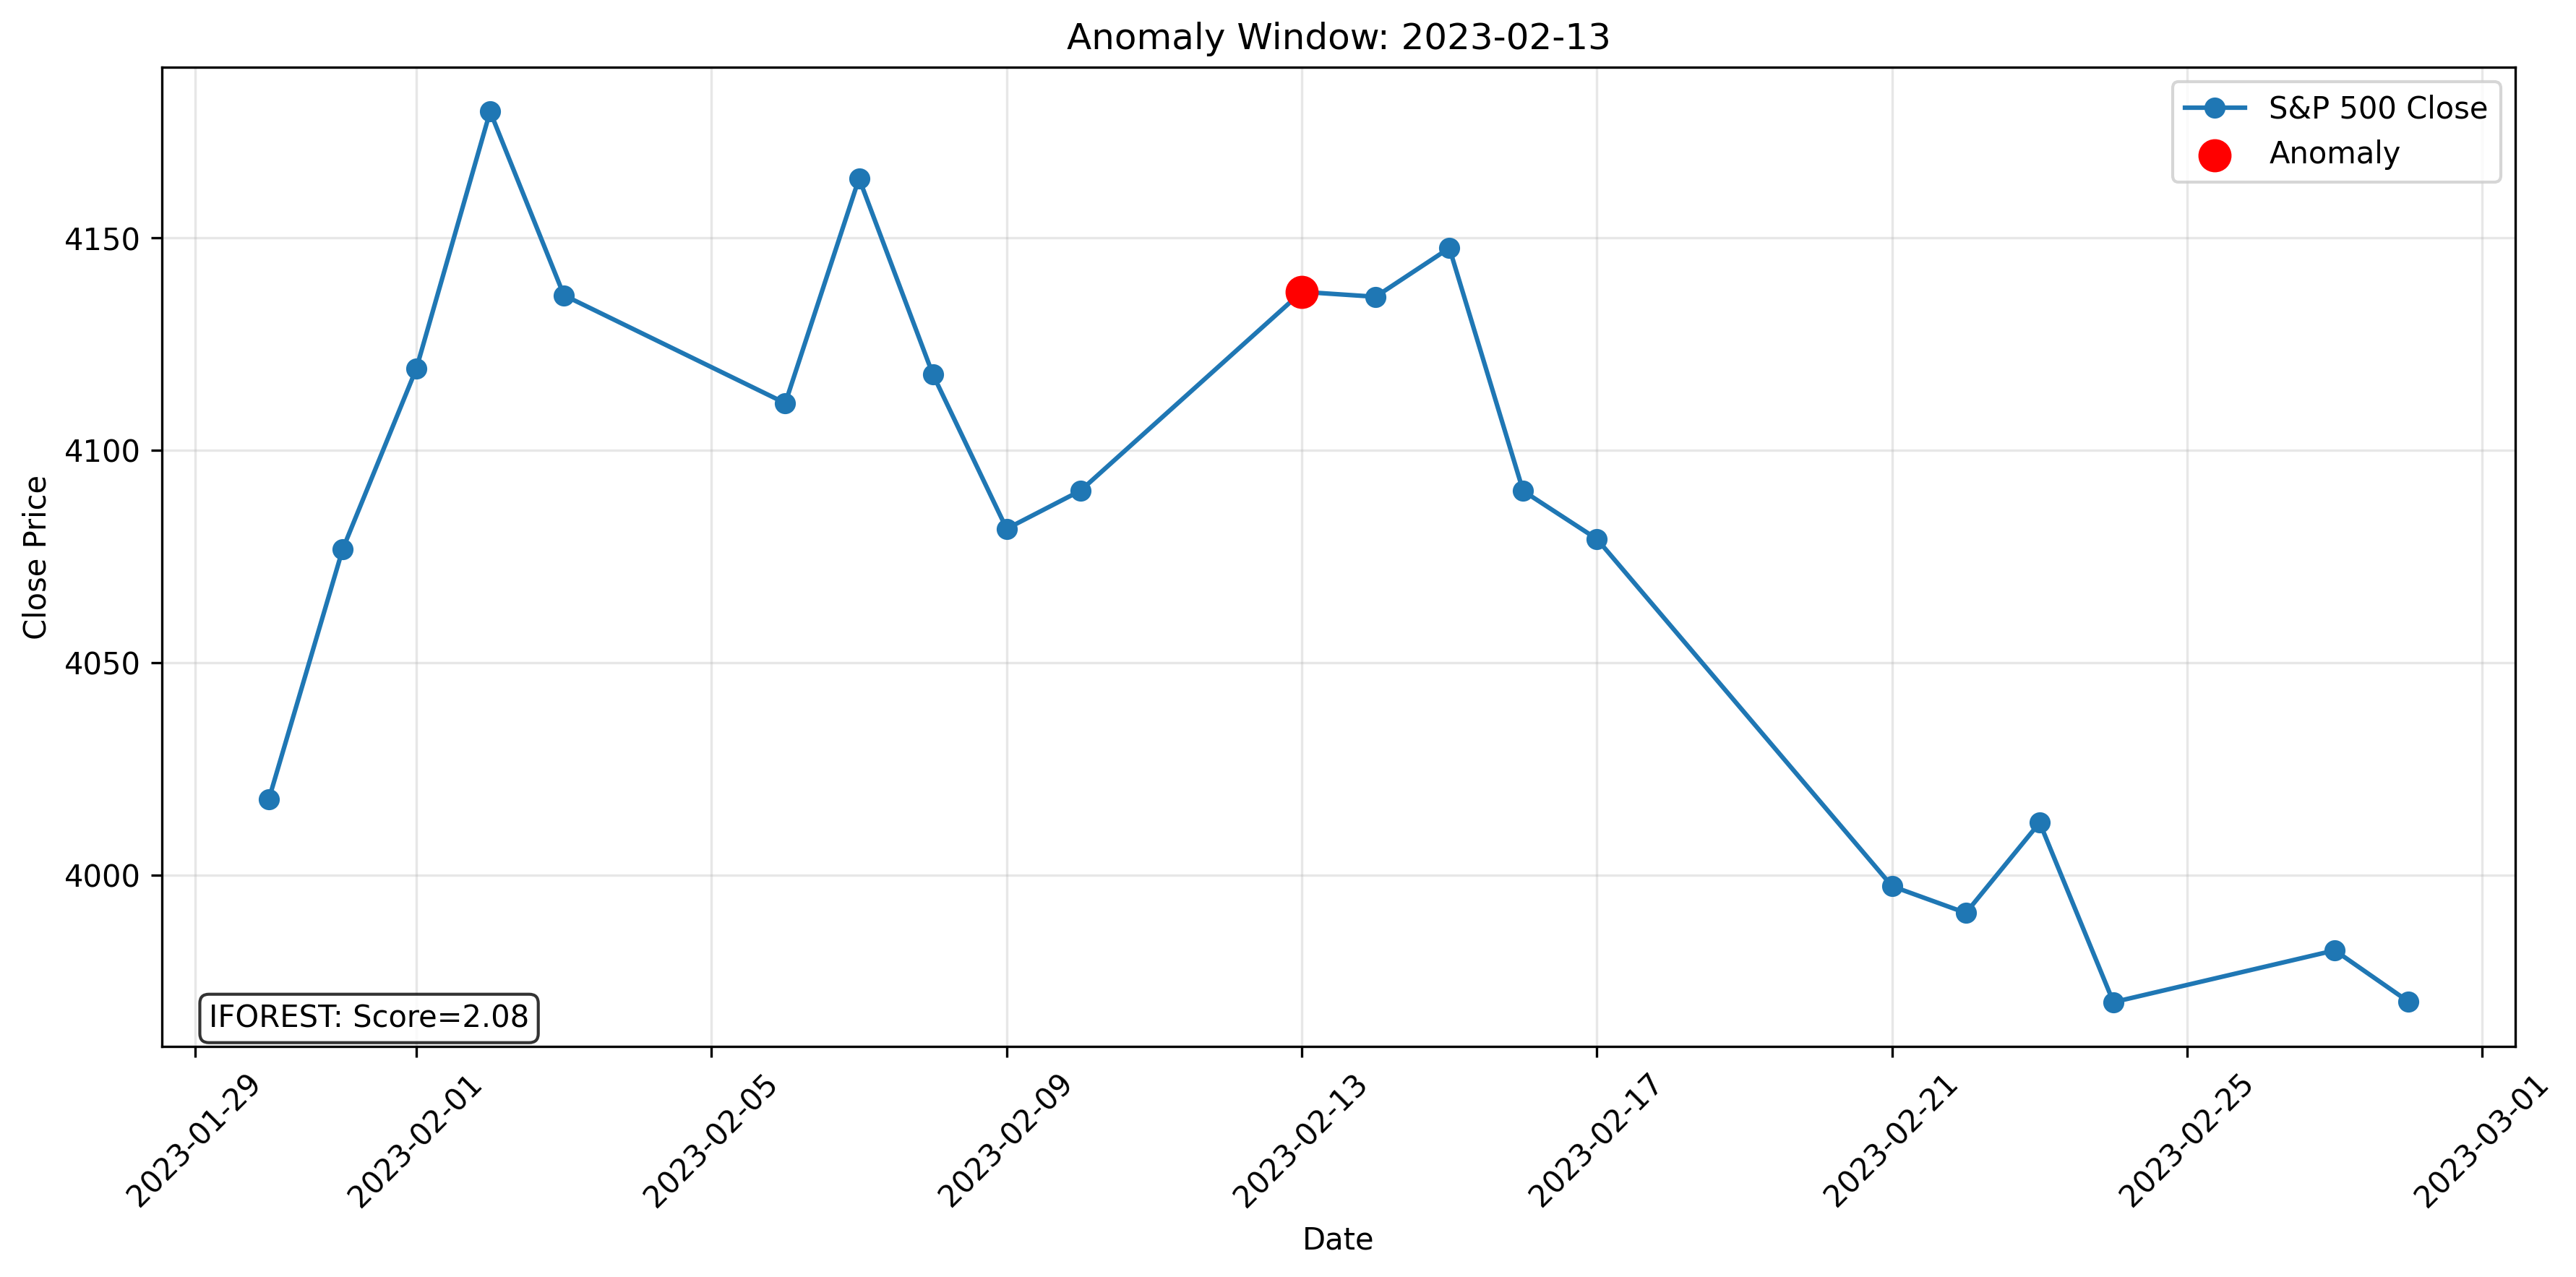 Anomaly Window: 2023-02-13
S&P 500 Close
Anomaly
Close Price
4150
4100
4050
4000
IFOREST: Score=2.08
2023-01-29
2023-02-01
2023-02-05
2023-02-09
2023-02-13
2023-02-17
2023-02-21
2023-02-25
2023-03-01
Date